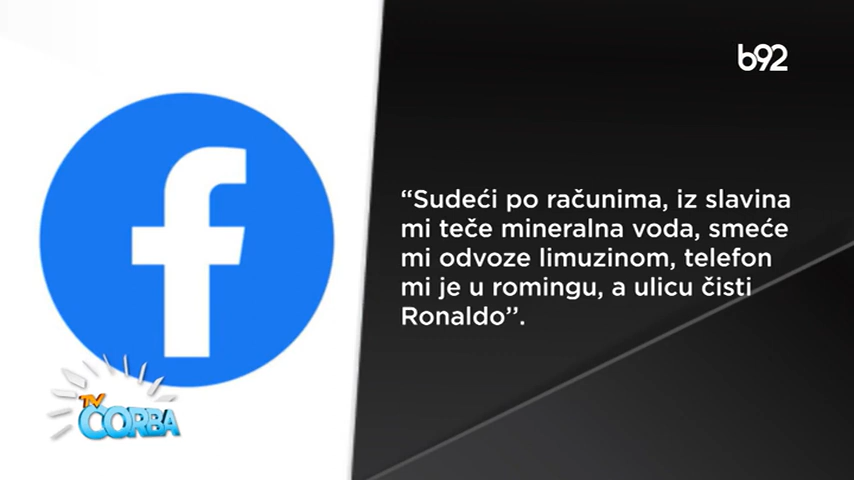 b92
“Sudeći po računima, iz slavina
mi teče mineralna voda, smeće
mi odvoze limuzinom, telefon
mi je u romingu, a ulicu čisti
Ronaldo”.
TV
ČORBA